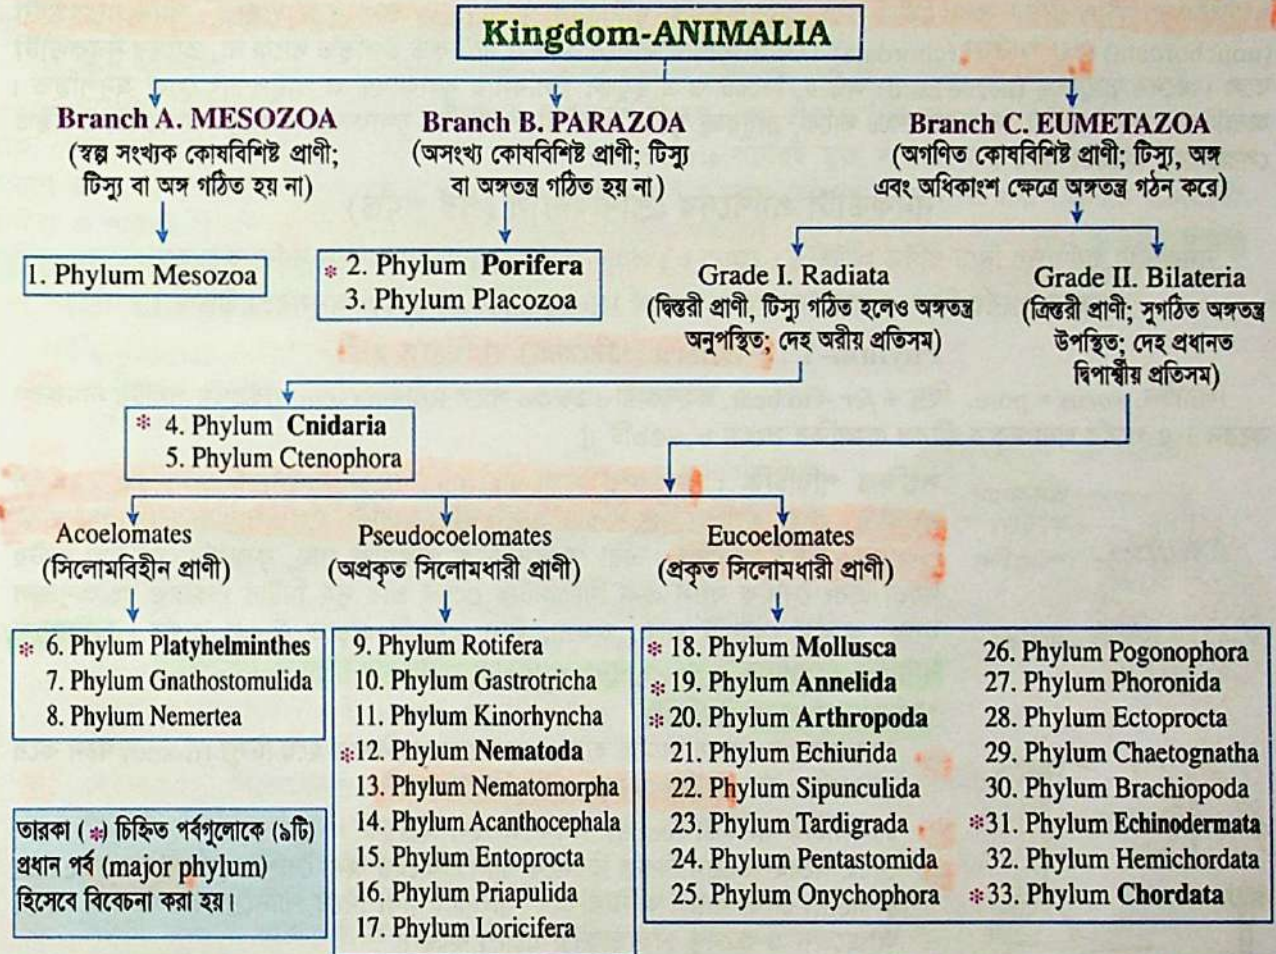 Kingdom-ANIMALIA
Branch A. MESOZOA
(স্বল্প সংখ্যক কোষবিশিষ্ট প্রাণী;
টিস্যু বা অঙ্গ গঠিত হয় না)
Branch B. PARAZOA
(অসংখ্য কোষবিশিষ্ট প্রাণী; টিস্যু
বা অঙ্গতন্ত্র গঠিত হয় না)
Branch C. EUMETAZOA
(অগণিত কোষবিশিষ্ট প্রাণী; টিস্যু, অঙ্গ
এবং অধিকাংশ ক্ষেত্রে অঙ্গতন্ত্র গঠন করে)
1. Phylum Mesozoa
* 2. Phylum Porifera
3. Phylum Placozoa
Grade I. Radiata
(দ্বিস্তরী প্রাণী, টিস্যু গঠিত হলেও অঙ্গতন্ত্র
অনুপস্থিত; দেহ অরীয় প্রতিসম)
Grade II. Bilateria
(ত্রিস্তরী প্রাণী; সুগঠিত অঙ্গতন্ত্র
উপস্থিত; দেহ প্রধানত
দ্বিপার্শ্বীয় প্রতিসম)
* 4. Phylum Cnidaria
5. Phylum Ctenophora
Acoelomates
(সিলোমবিহীন প্রাণী)
Pseudocoelomates
(অপ্রকৃত সিলোমধারী প্রাণী)
Eucoelomates
(প্রকৃত সিলোমধারী প্রাণী)
* 6. Phylum Platyhelminthes
7. Phylum Gnathostomulida
8. Phylum Nemertea
9. Phylum Rotifera
10. Phylum Gastrotricha
11. Phylum Kinorhyncha
*12. Phylum Nematoda
13. Phylum Nematomorpha
14. Phylum Acanthocephala
15. Phylum Entoprocta
16. Phylum Priapulida
17. Phylum Loricifera
* 18. Phylum Mollusca
* 19. Phylum Annelida
* 20. Phylum Arthropoda
21. Phylum Echiurida
22. Phylum Sipunculida
23. Phylum Tardigrada
24. Phylum Pentastomida
25. Phylum Onychophora
26. Phylum Pogonophora
27. Phylum Phoronida
28. Phylum Ectoprocta
29. Phylum Chaetognatha
30. Phylum Brachiopoda
*31. Phylum Echinodermata
32. Phylum Hemichordata
*33. Phylum Chordata
তারকা (*) চিহ্নিত পর্বগুলোকে (৯টি)
প্রধান পর্ব (major phylum)
হিসেবে বিবেচনা করা হয়।